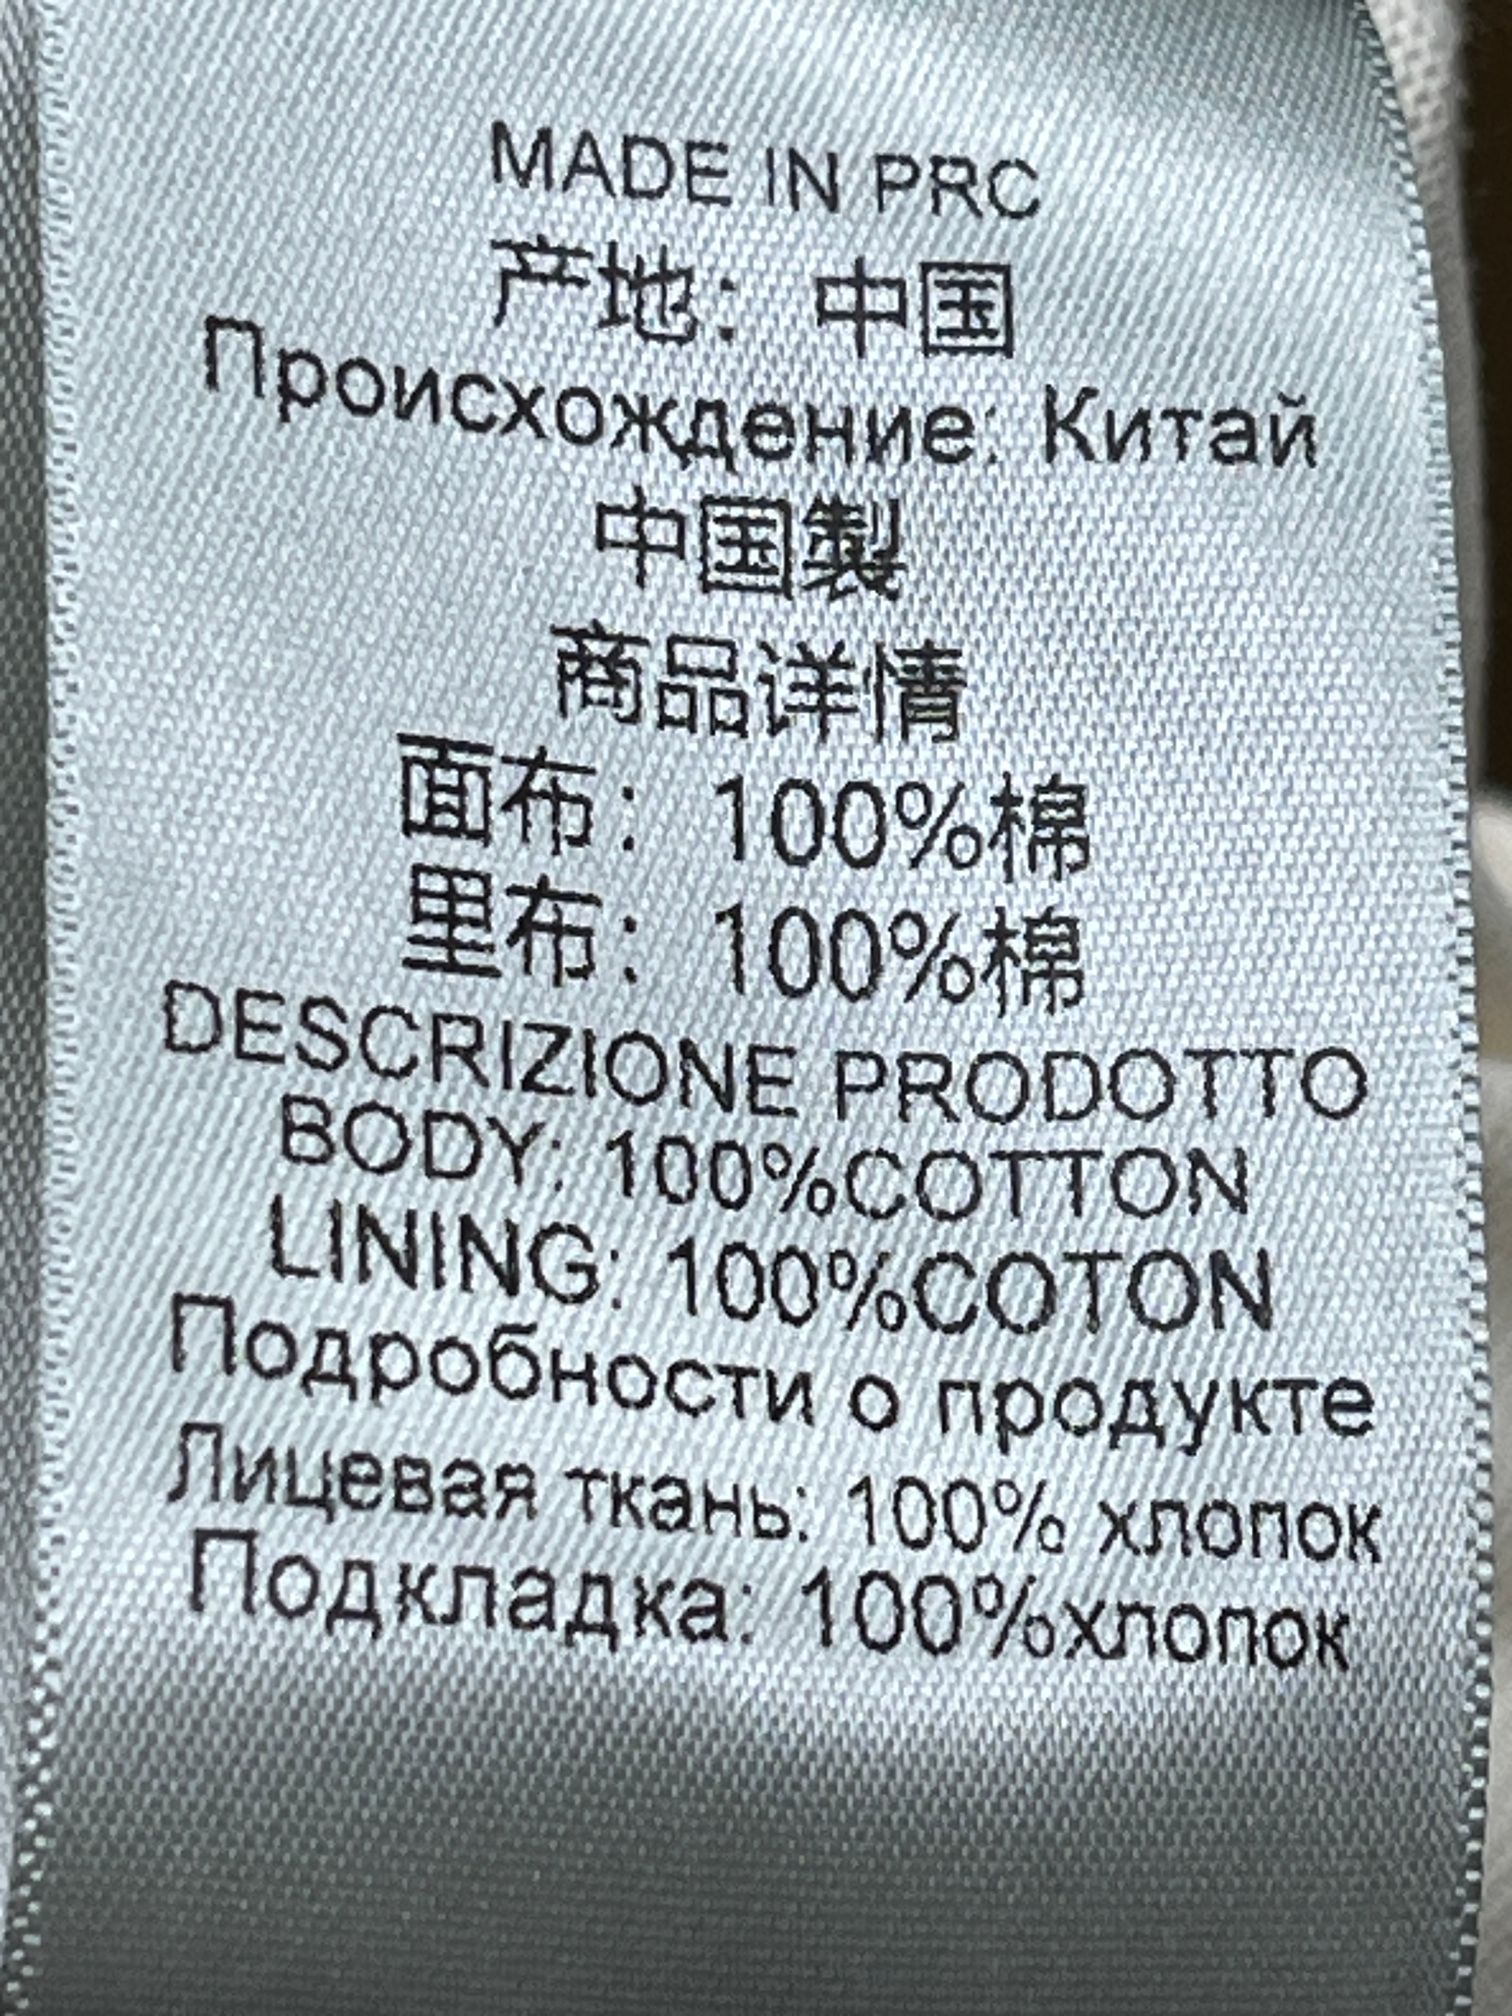 MADE IN PRC
产地：中国
Происхождение: Китай
中国製
商品详情
面布：100%棉
里布：100%棉
DESCRIZIONE PRODOTTO
BODY: 100%COTTON
LINING: 100%COTON
Подробности о продукте
Лицевая ткань: 100% хлопок
Подкладка: 100%хлопок